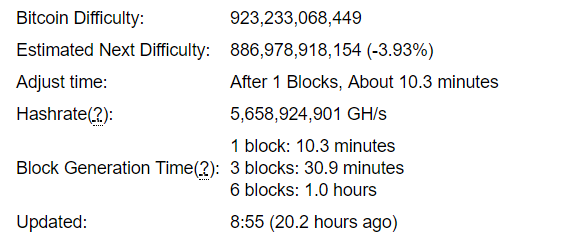 Bitcoin Difficulty: 923,233,068,449
Estimated Next Difficulty: 886,978,918,154 (-3.93%)
Adjust time: After 1 Blocks, About 10.3 minutes
Hashrate(?): 5,658,924,901 GH/s
1 block: 10.3 minutes
Block Generation Time(?): 3 blocks: 30.9 minutes
6 blocks: 1.0 hours
Updated: 8:55 (20.2 hours ago)